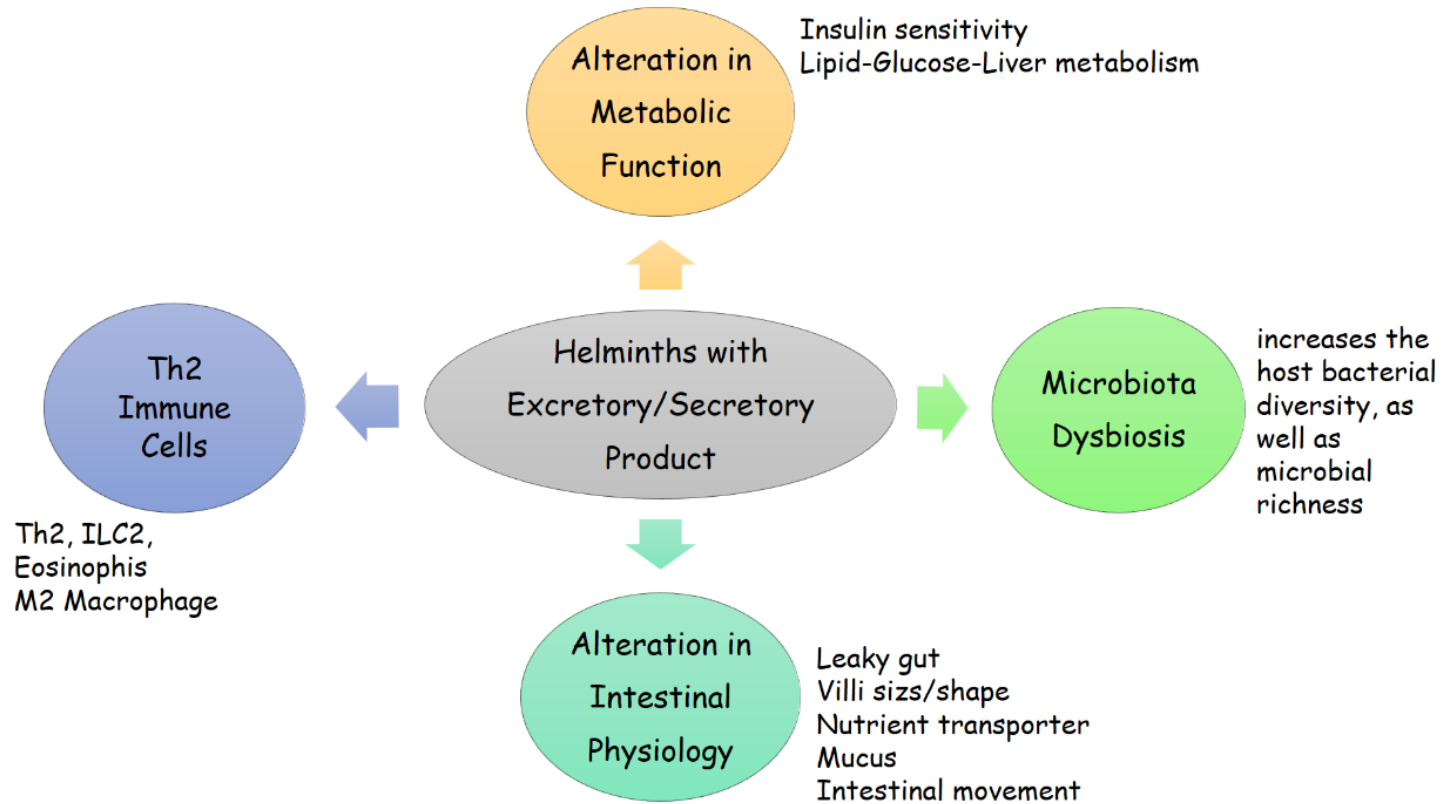 Alteration in
Metabolic
Function
Insulin sensitivity
Lipid-Glucose-Liver metabolism
Th2
Immune
Cells
Th2, ILC2,
Eosinophis
M2 Macrophage
Helminths with
Excretory/Secretory
Product
Microbiota
Dysbiosis
increases the
host bacterial
diversity, as
well as
microbial
richness
Alteration in
Intestinal
Physiology
Leaky gut
Villi sizs/shape
Nutrient transporter
Mucus
Intestinal movement